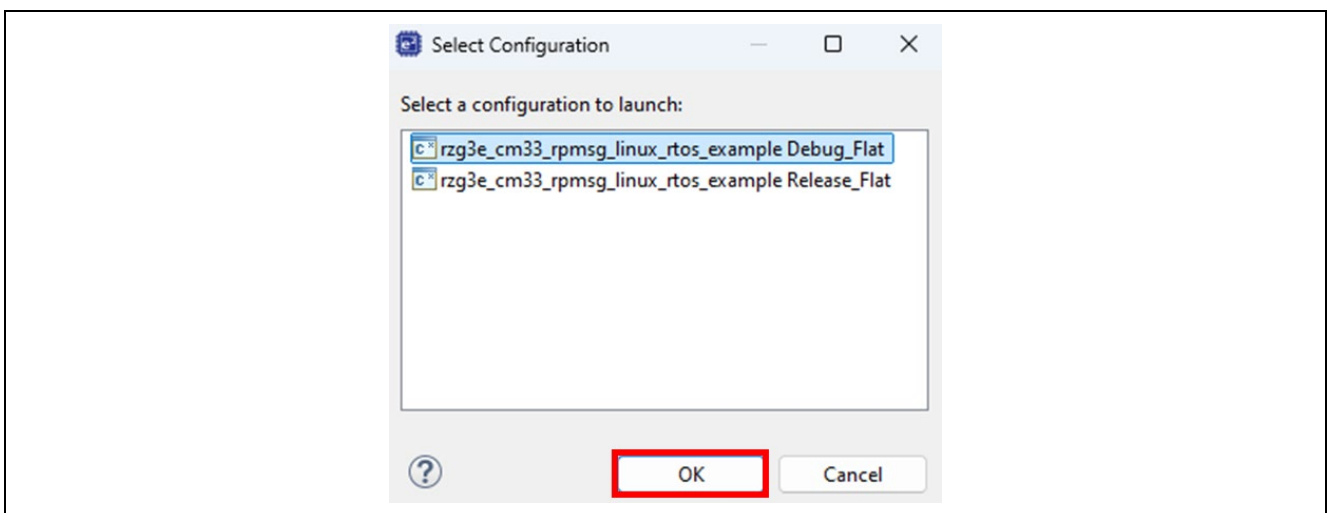 Select Configuration
Select a configuration to launch:
rzg3e_cm33_rpmsg_linux_rtos_example Debug_Flat
rzg3e_cm33_rpmsg_linux_rtos_example Release_Flat
OK
Cancel